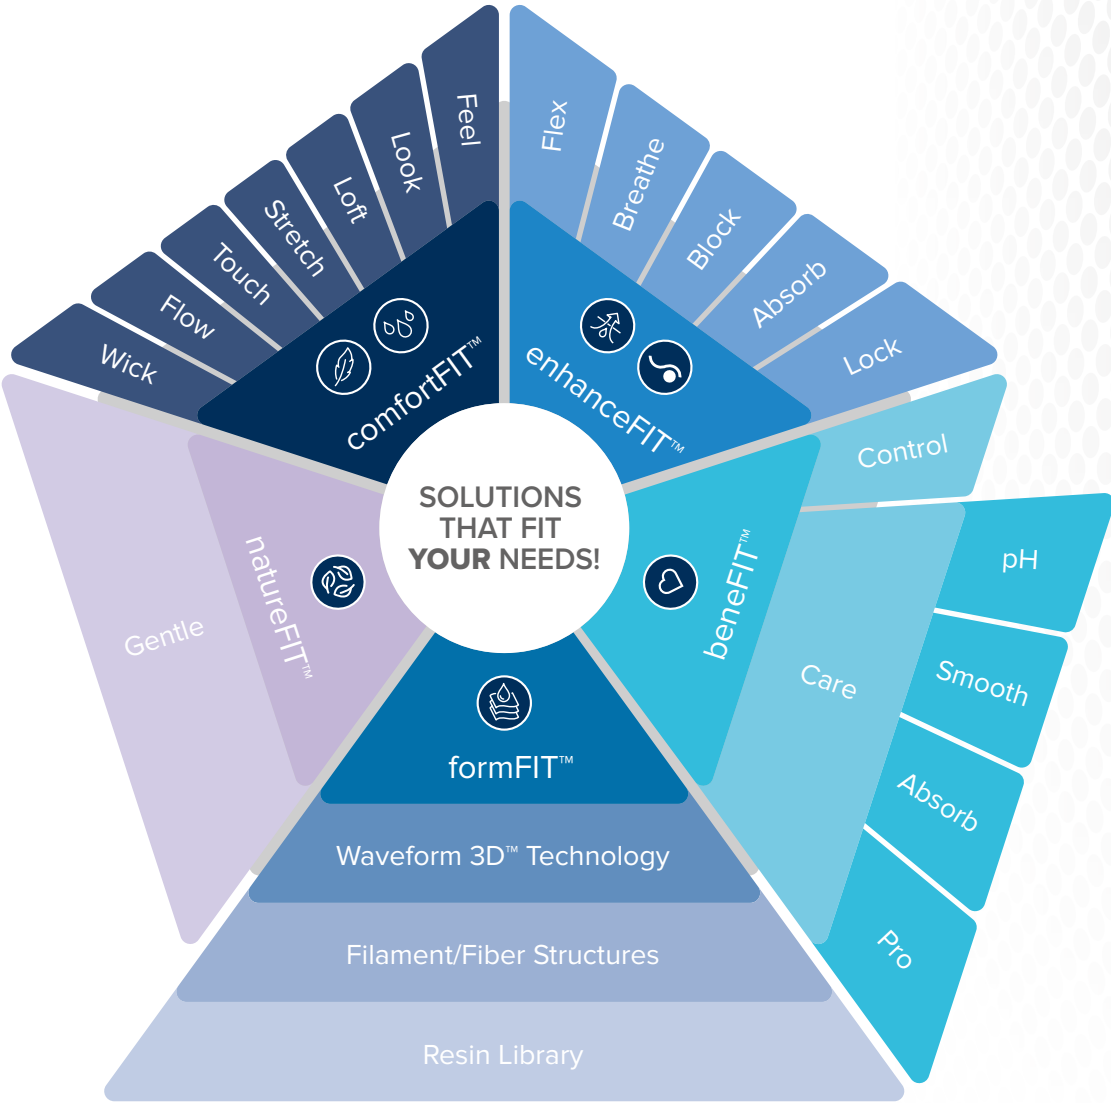 SOLUTIONS
THAT FIT
YOUR NEEDS!
comfortFIT™
Wick
Flow
Touch
Stretch
Loft
Look
Feel
enhanceFIT™
Flex
Breathe
Block
Absorb
Lock
beneFIT™
Control
Care
pH
Smooth
Absorb
Pro
formFIT™
Waveform 3D™ Technology
Filament/Fiber Structures
Resin Library
natureFIT™
Gentle